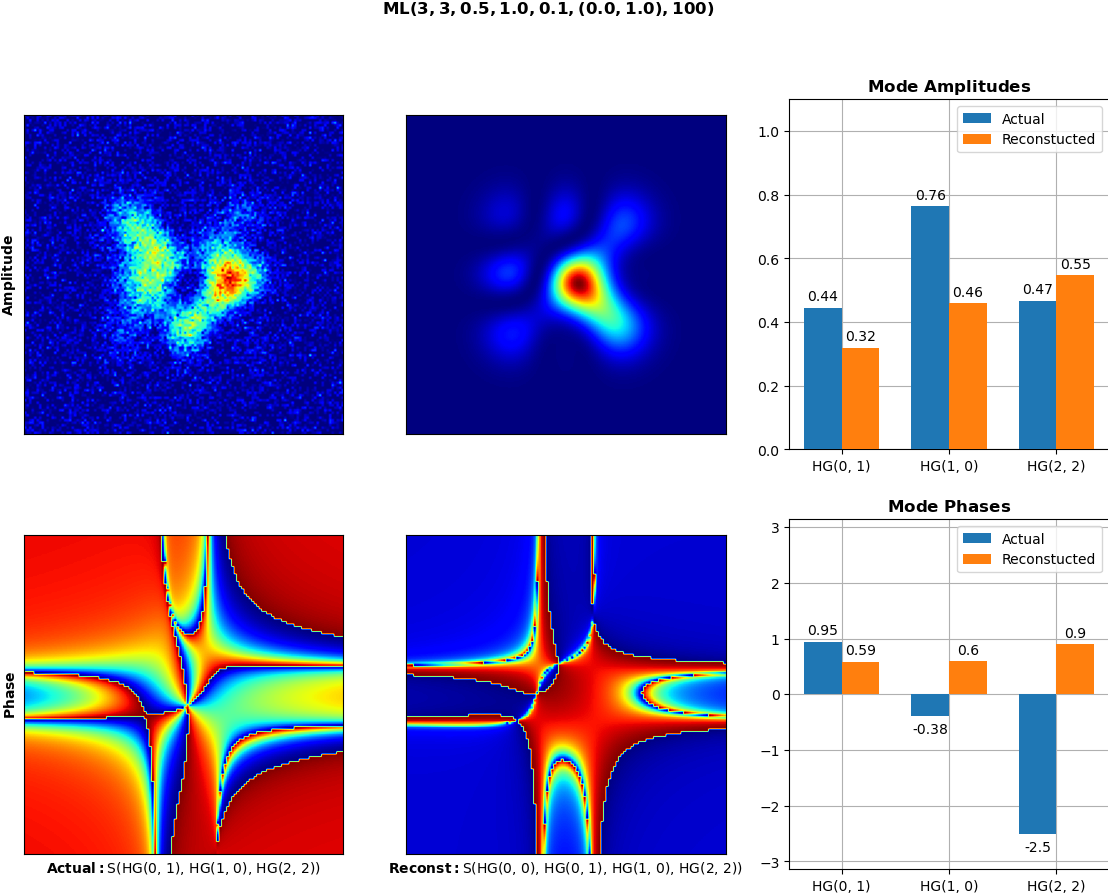 ML(3, 3, 0.5, 1.0, 0.1, (0.0, 1.0), 100)
Amplitude
Mode Amplitudes
Actual
Reconstucted
1.0
0.8
0.6
0.4
0.2
0.0
0.44
0.32
0.76
0.46
0.47
0.55
HG(0, 1)
HG(1, 0)
HG(2, 2)
Phase
Actual: S(HG(0, 1), HG(1, 0), HG(2, 2))
Reconst: S(HG(0, 0), HG(0, 1), HG(1, 0), HG(2, 2))
Mode Phases
Actual
Reconstucted
3
2
1
0
−1
−2
−3
0.95
0.59
-0.38
0.6
-2.5
0.9
HG(0, 1)
HG(1, 0)
HG(2, 2)